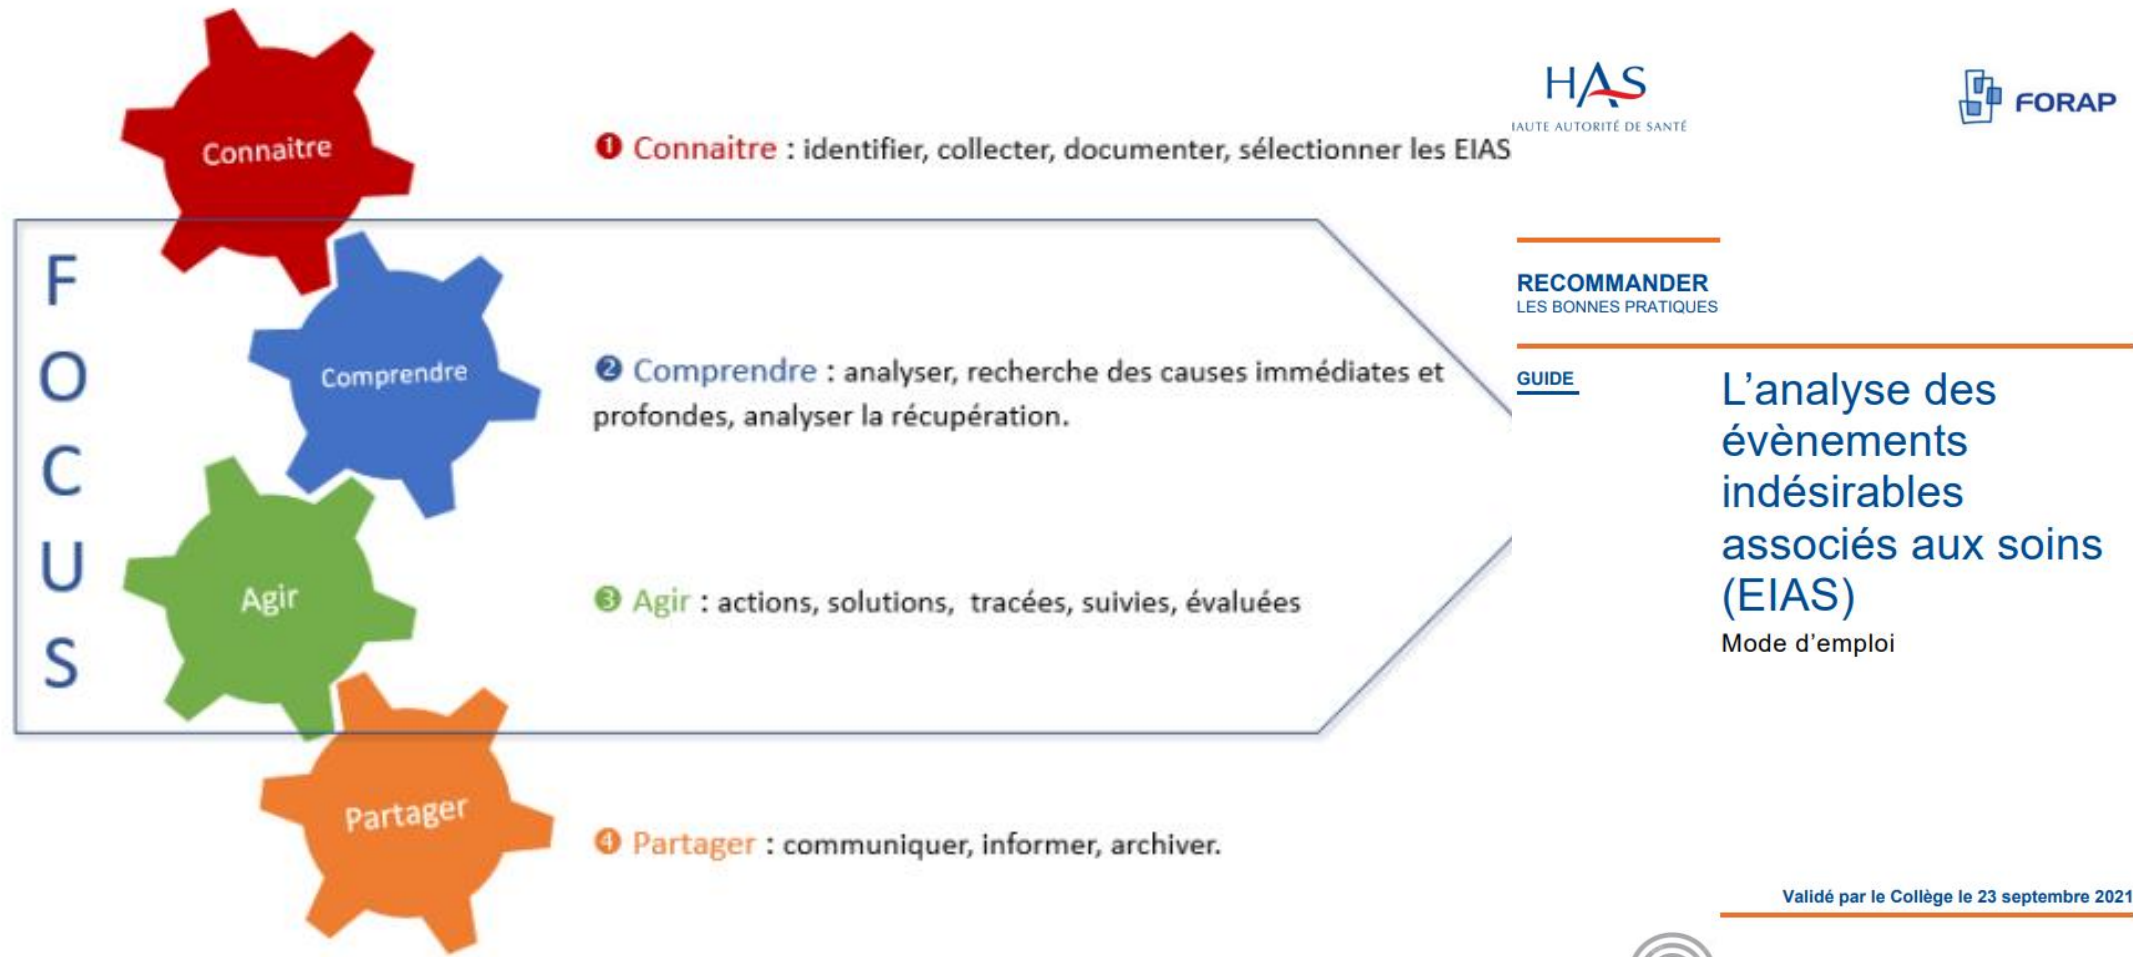 Connaitre
❶ Connaitre : identifier, collecter, documenter, sélectionner les EIAS
F
O
C
U
S
Comprendre
❷ Comprendre : analyser, recherche des causes immédiates et
profondes, analyser la récupération.
Agir
❸ Agir : actions, solutions, tracées, suivies, évaluées
Partager
❹ Partager : communiquer, informer, archiver.
HAS
HAUTE AUTORITÉ DE SANTÉ
FORAP
RECOMMANDER
LES BONNES PRATIQUES
GUIDE
L’analyse des
évènements
indésirables
associés aux soins
(EIAS)
Mode d’emploi
Validé par le Collège le 23 septembre 2021